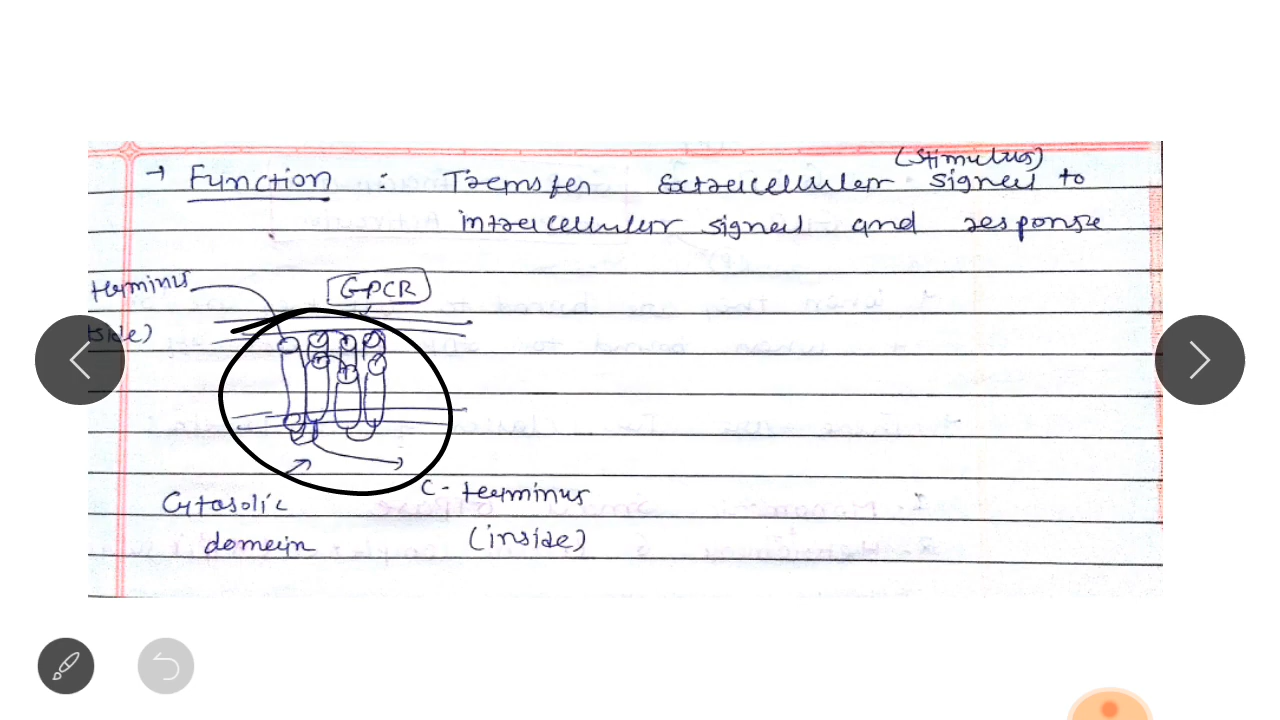 (stimulus)
→ Function : Transfer Extracellular signal to
intracellular signal and response
terminus
GPCR
side)
Cytosolic
domain
C- terminus
(inside)